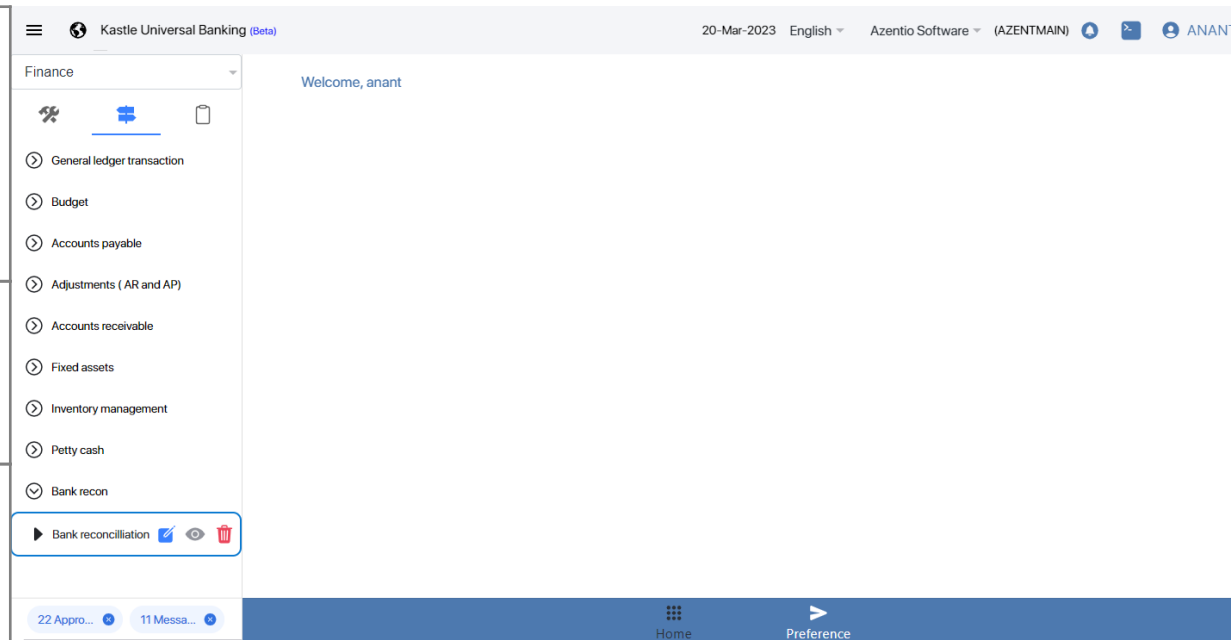 Kastle Universal Banking (Beta)
20-Mar-2023 English Azentio Software (AZENTMAIN) ANANT
Finance
Welcome, anant
General ledger transaction
Budget
Accounts payable
Adjustments ( AR and AP)
Accounts receivable
Fixed assets
Inventory management
Petty cash
Bank recon
Bank reconcilliation
22 Appro... 11 Messa...
Home Preference